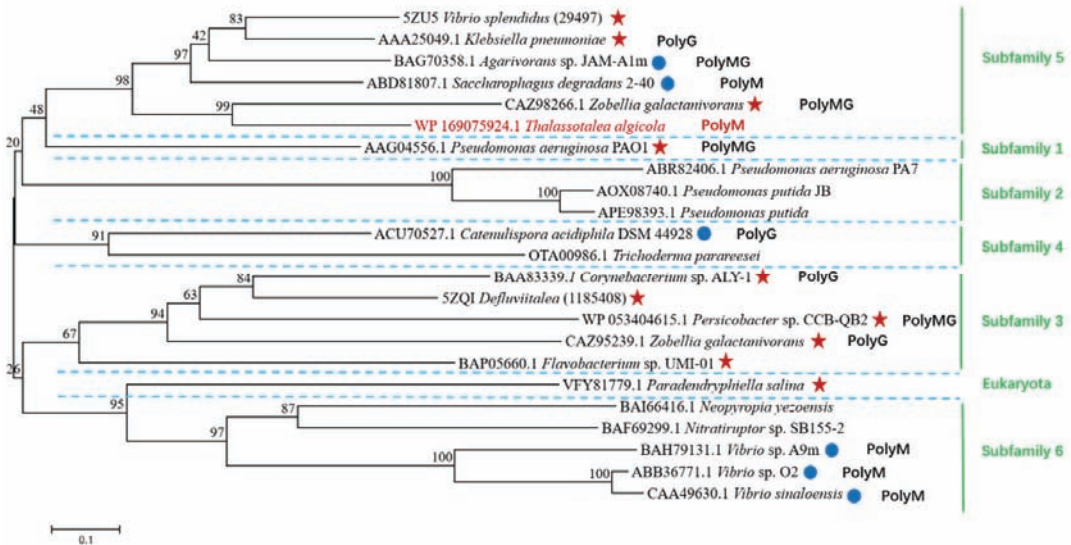 83 5ZU5 Vibrio splendidus (29497)
42 AAA25049.1 Klebsiella pneumoniae PolyG
97 BAG70358.1 Agarivorans sp. JAM-A1m PolyMG
Subfamily 5
98 ABD81807.1 Saccharophagus degradans 2-40 PolyM
99 CAZ98266.1 Zobellia galactanivorans PolyMG
48 WP 169075924.1 Thalassotalea algicola PolyM
20 AAG04556.1 Pseudomonas aeruginosa PAO1 PolyMG Subfamily 1
100 ABR82406.1 Pseudomonas aeruginosa PA7
100 AOX08740.1 Pseudomonas putida JB Subfamily 2
APE98393.1 Pseudomonas putida
91 ACU70527.1 Catenulispora acidiphila DSM 44928 PolyG
Subfamily 4
OTA00986.1 Trichoderma parareesei
84 BAA83339.1 Corynebacterium sp. ALY-1 PolyG
63 5ZQI Defluviitalea (1185408)
94 WP 053404615.1 Persicobacter sp. CCB-QB2 PolyMG Subfamily 3
67 CAZ95239.1 Zobellia galactanivorans PolyG
BAP05660.1 Flavobacterium sp. UMI-01
26 VFY81779.1 Paradendryphiella salina Eukaryota
95 BAI66416.1 Neopyropia yezoensis
87 BAF69299.1 Nitratiruptor sp. SB155-2
97 BAH79131.1 Vibrio sp. A9m PolyM Subfamily 6
100 ABB36771.1 Vibrio sp. O2 PolyM
100 CAA49630.1 Vibrio sinaloensis PolyM
0.1